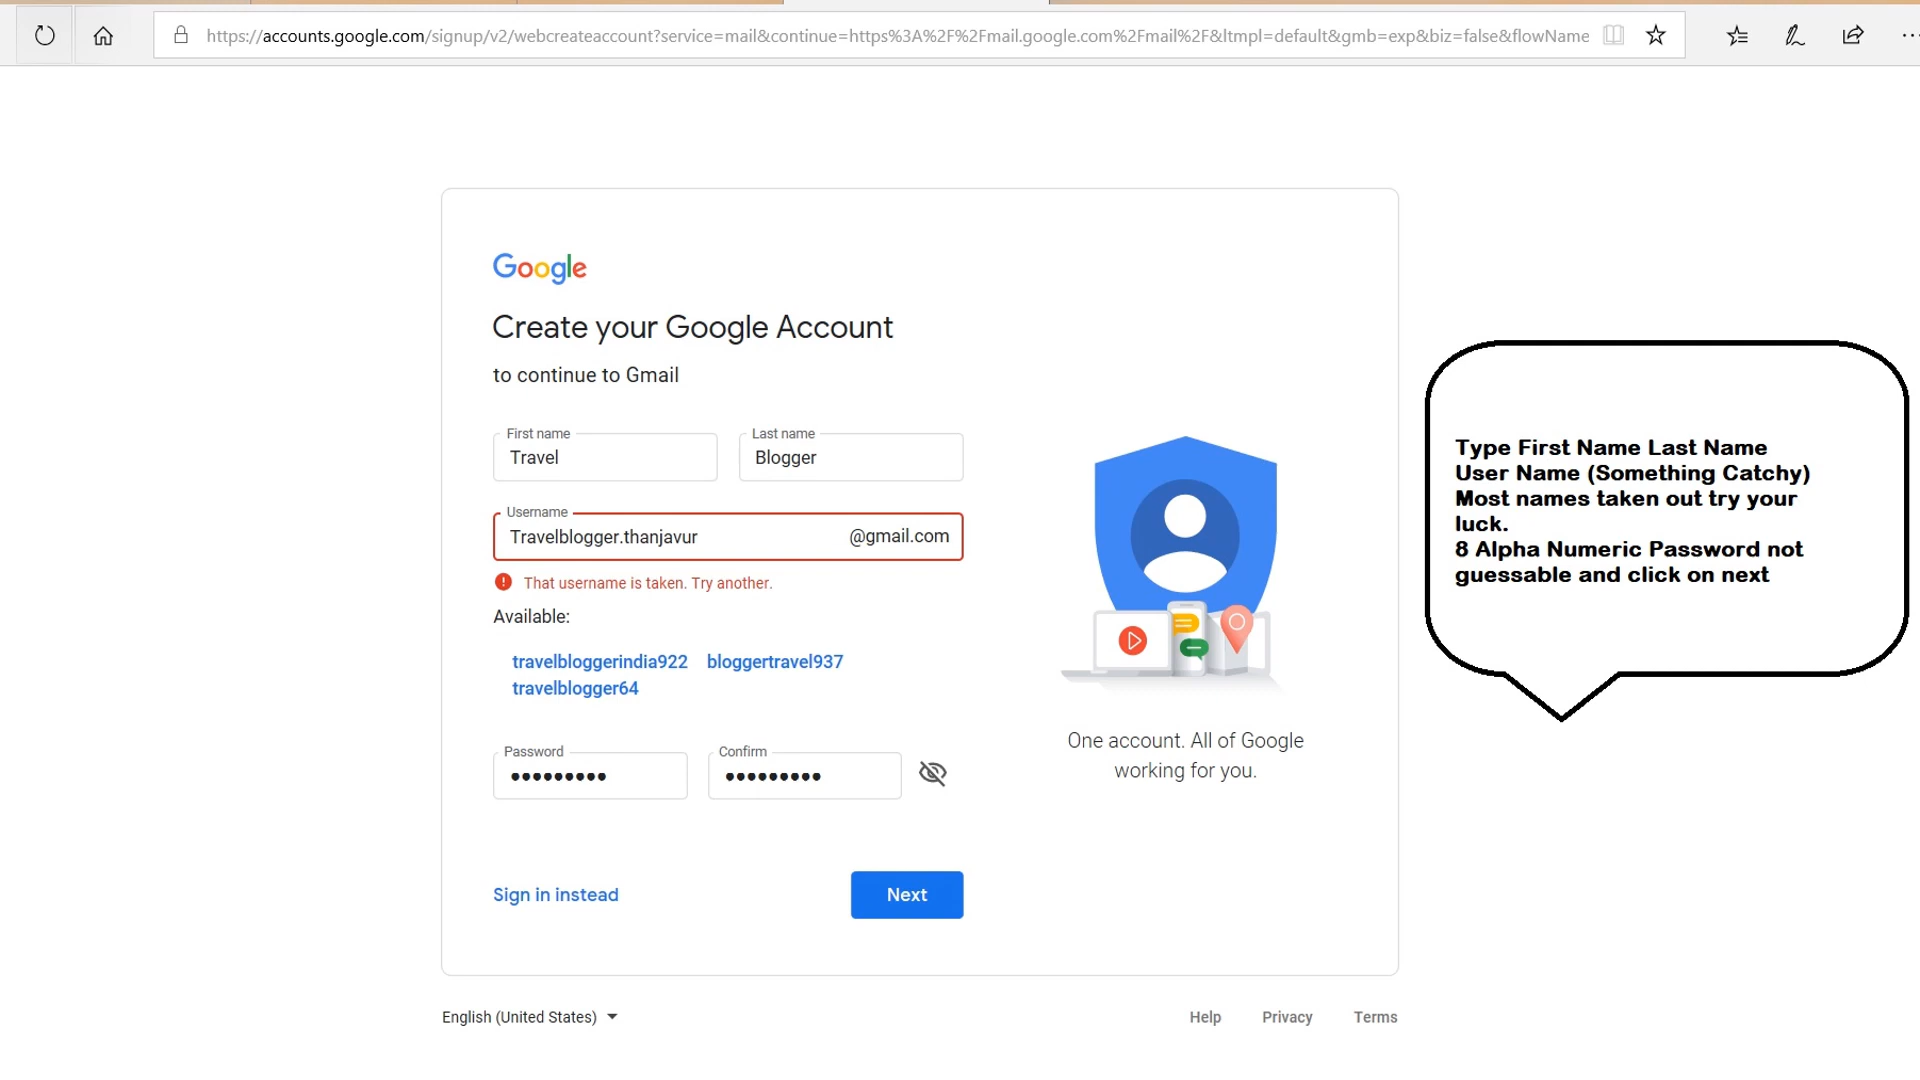 https://accounts.google.com/signup/v2/webcreateaccount?service=mail&continue=https%3A%2F%2Fmail.google.com%2Fmail%2F&ltmpl=default&gmb=exp&biz=false&flowName
Google
Create your Google Account
to continue to Gmail
First name
Last name
Travel
Blogger
Username
Travelblogger.thanjavur @gmail.com
That username is taken. Try another.
Available:
travelbloggerindia922 bloggertravel937
travelblogger64
Password
Confirm
Sign in instead
Next
One account. All of Google
working for you.
Type First Name Last Name
User Name (Something Catchy)
Most names taken out try your
luck.
8 Alpha Numeric Password not
guessable and click on next
English (United States)
Help Privacy Terms